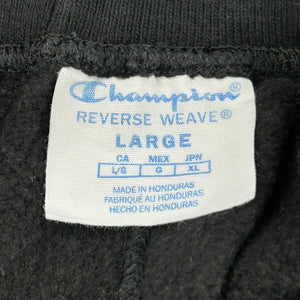 Champion®
REVERSE WEAVE®
LARGE
CA MEX JPN
L/G G XL
MADE IN HONDURAS
FABRIQUÉ AU HONDURAS
HECHO EN HONDURAS